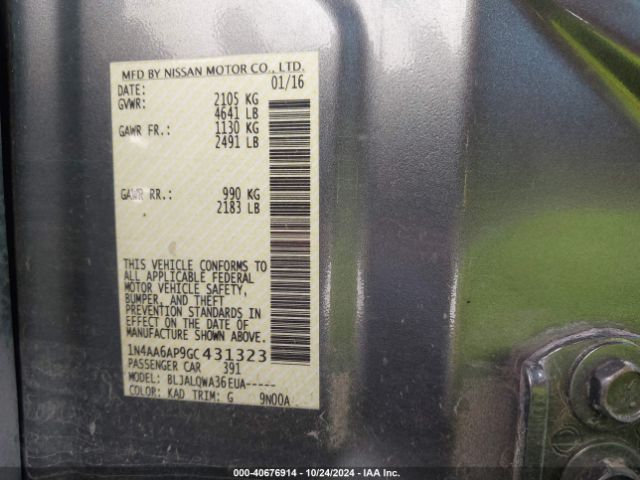 MFD BY NISSAN MOTOR CO., LTD.
DATE: 01/16
GVWR: 2105 KG
4641 LB
GAWR FR.: 1130 KG
2491 LB
GAWR RR.: 990 KG
2183 LB
THIS VEHICLE CONFORMS TO
ALL APPLICABLE FEDERAL
MOTOR VEHICLE SAFETY,
BUMPER, AND THEFT
PREVENTION STANDARDS IN
EFFECT ON THE DATE OF
MANUFACTURE SHOWN ABOVE.
1N4AA6AP9GC431323
PASSENGER CAR 391
MODEL: BLJALQWA36EUA-----
COLOR: KAD TRIM: G 9N00A
000-40676914 - 10/24/2024 - IAA Inc.